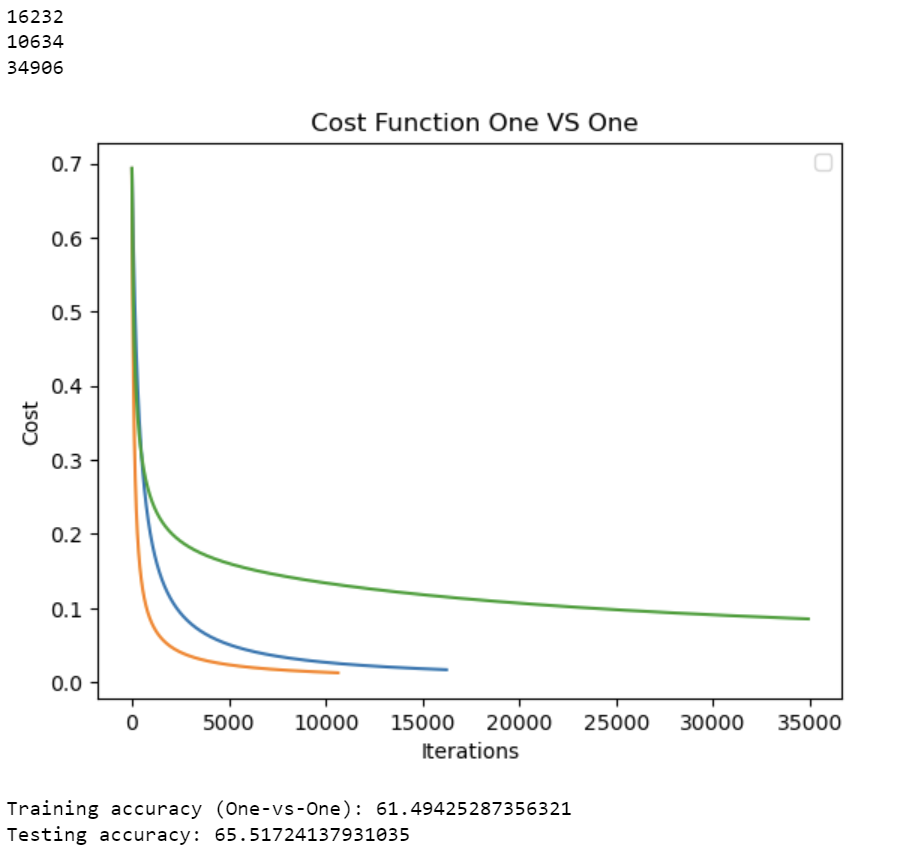 16232
10634
34906
Cost Function One VS One
0.7
0.6
0.5
0.4
0.3
0.2
0.1
0.0
Cost
0 5000 10000 15000 20000 25000 30000 35000
Iterations
Training accuracy (One-vs-One): 61.49425287356321
Testing accuracy: 65.51724137931035